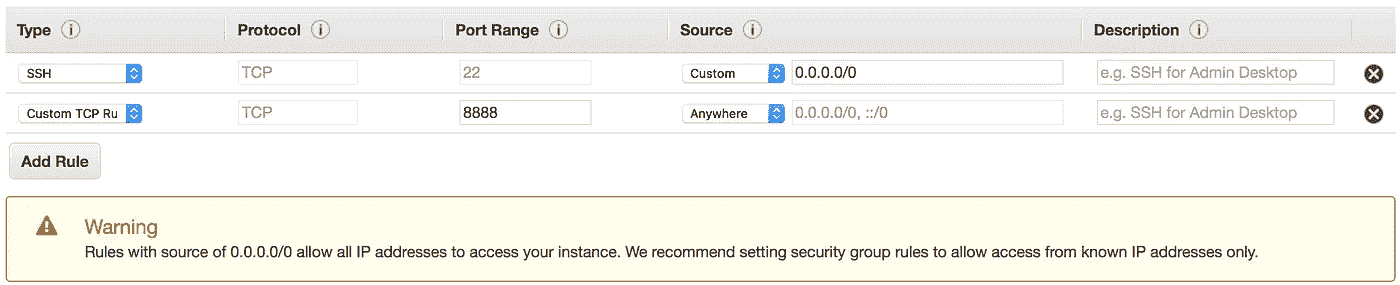 Type i Protocol i Port Range i Source i Description i
SSH TCP 22 Custom 0.0.0.0/0 e.g. SSH for Admin Desktop
Custom TCP Ru TCP 8888 Anywhere 0.0.0.0/0, ::/0 e.g. SSH for Admin Desktop
Add Rule
Warning
Rules with source of 0.0.0.0/0 allow all IP addresses to access your instance. We recommend setting security group rules to allow access from known IP addresses only.